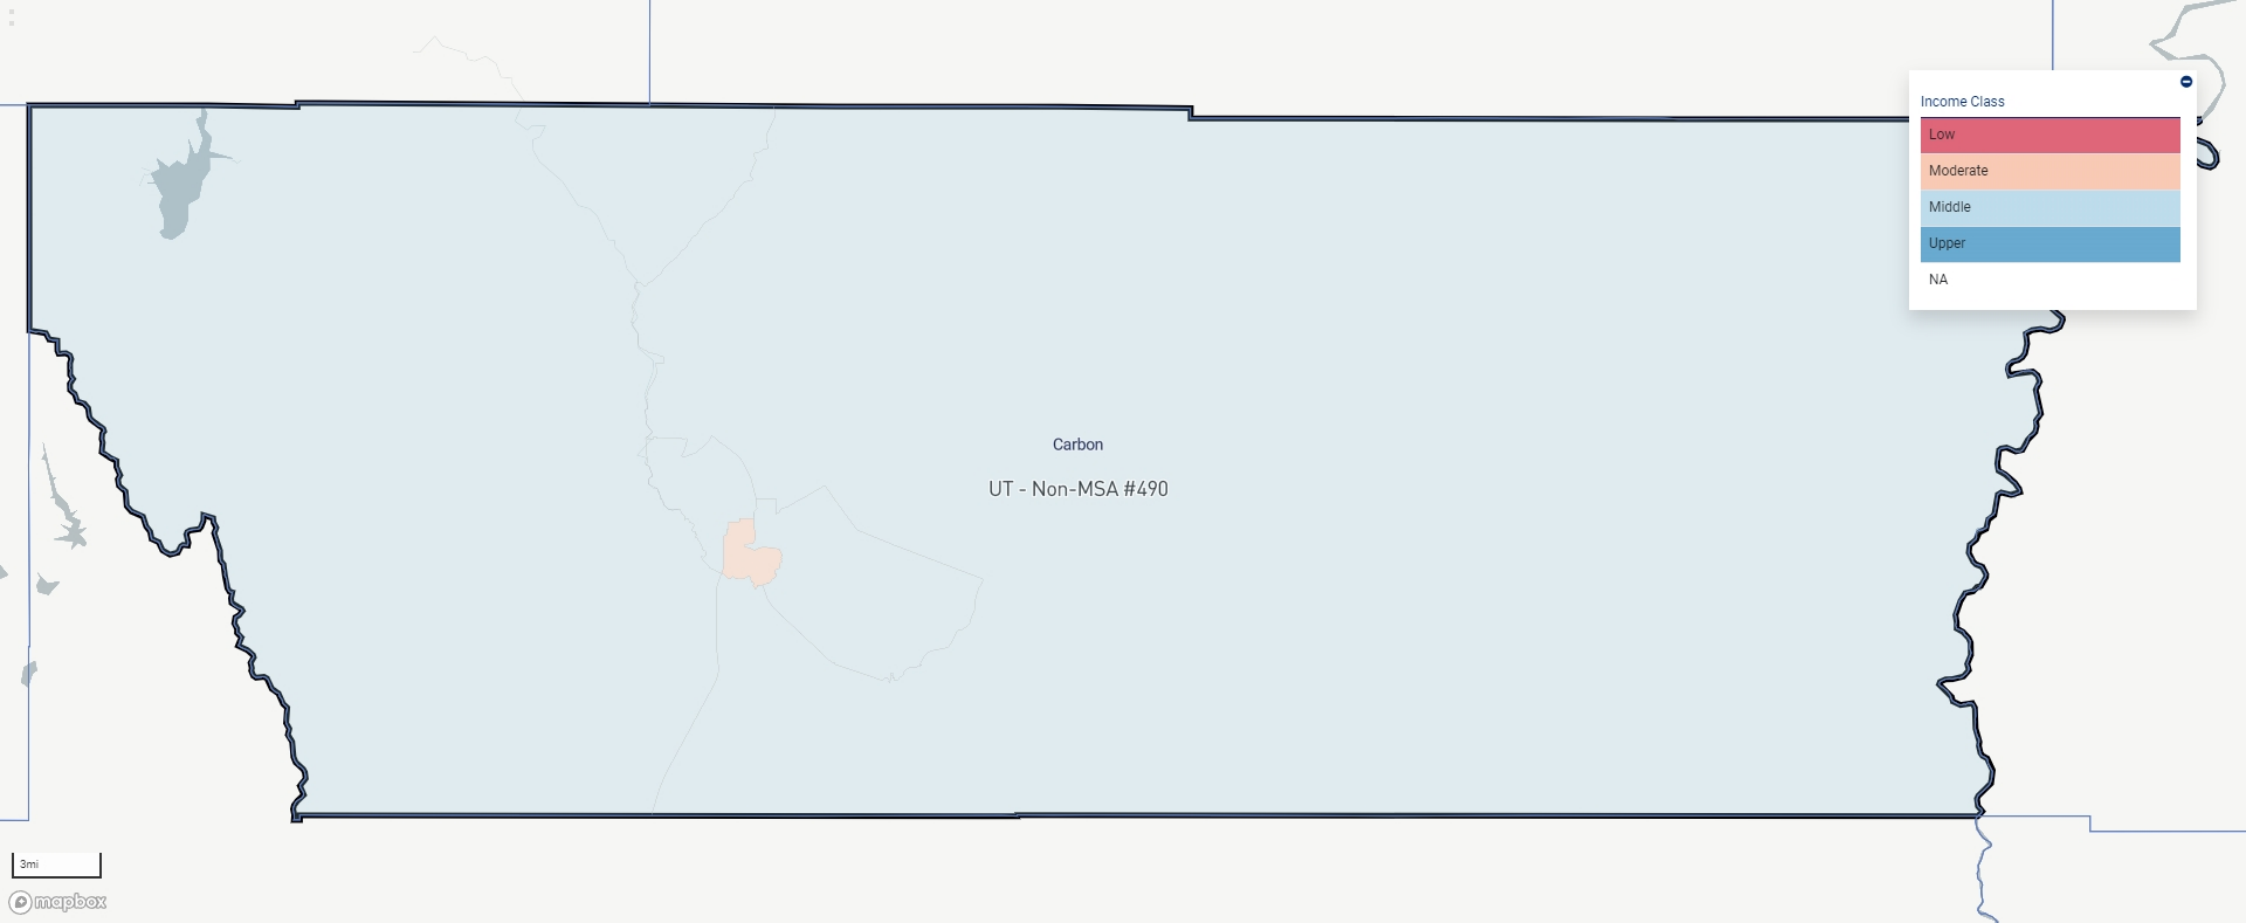 Income Class
Low
Moderate
Middle
Upper
NA
Carbon
UT - Non-MSA #490
3mi
mapbox